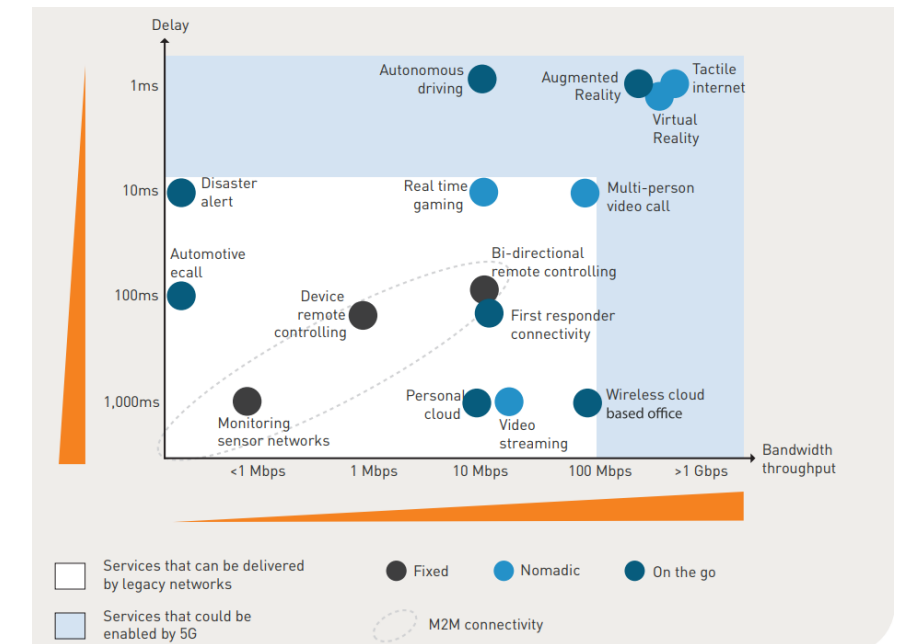 Delay
1ms
Autonomous
driving
Augmented
Reality
Tactile
internet
Virtual
Reality
10ms
Disaster
alert
Real time
gaming
Multi-person
video call
Automotive
ecall
100ms
Device
remote
controlling
Bi-directional
remote controlling
First responder
connectivity
1,000ms
Monitoring
sensor networks
Personal
cloud
Video
streaming
Wireless cloud
based office
Bandwidth
throughput
<1 Mbps
1 Mbps
10 Mbps
100 Mbps
>1 Gbps
Services that can be delivered
by legacy networks
Fixed
Nomadic
On the go
Services that could be
enabled by 5G
M2M connectivity